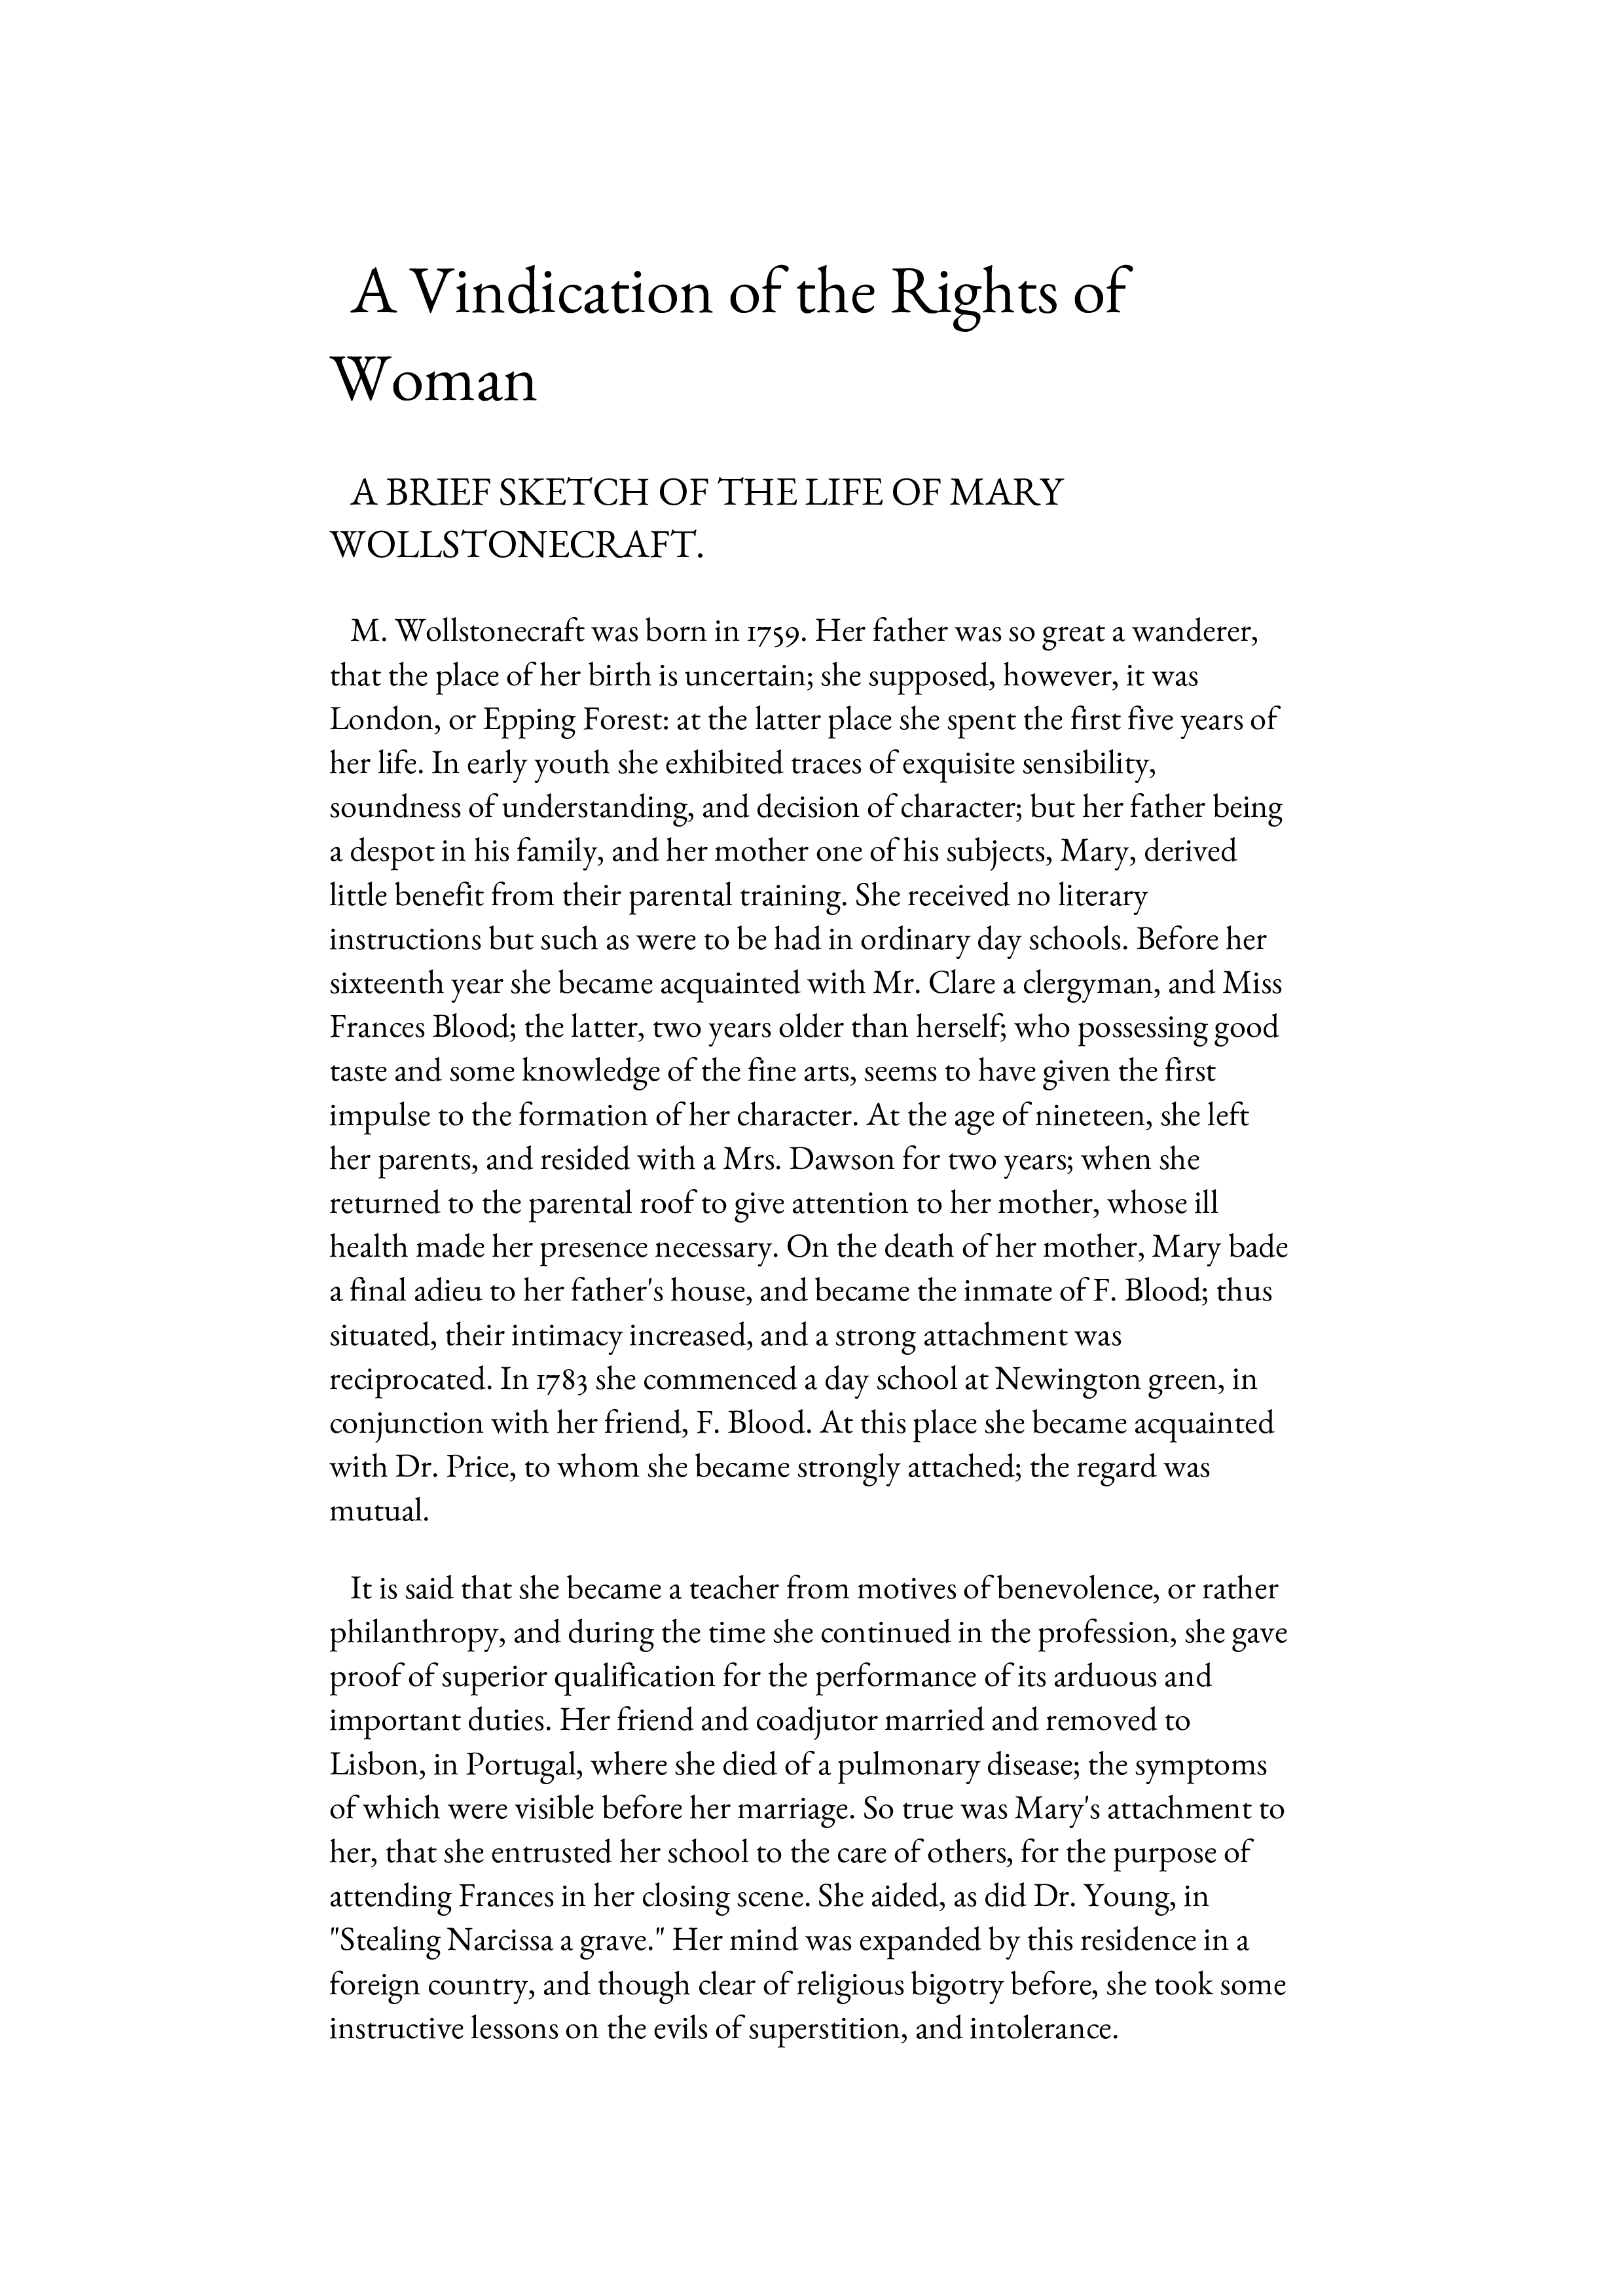 A Vindication of the Rights of
Woman
A BRIEF SKETCH OF THE LIFE OF MARY
WOLLSTONECRAFT.
M. Wollstonecraft was born in 1759. Her father was so great a wanderer,
that the place of her birth is uncertain; she supposed, however, it was
London, or Epping Forest: at the latter place she spent the first five years of
her life. In early youth she exhibited traces of exquisite sensibility,
soundness of understanding, and decision of character; but her father being
a despot in his family, and her mother one of his subjects, Mary, derived
little benefit from their parental training. She received no literary
instructions but such as were to be had in ordinary day schools. Before her
sixteenth year she became acquainted with Mr. Clare a clergyman, and Miss
Frances Blood; the latter, two years older than herself; who possessing good
taste and some knowledge of the fine arts, seems to have given the first
impulse to the formation of her character. At the age of nineteen, she left
her parents, and resided with a Mrs. Dawson for two years; when she
returned to the parental roof to give attention to her mother, whose ill
health made her presence necessary. On the death of her mother, Mary bade
a final adieu to her father's house, and became the inmate of F. Blood; thus
situated, their intimacy increased, and a strong attachment was
reciprocated. In 1783 she commenced a day school at Newington green, in
conjunction with her friend, F. Blood. At this place she became acquainted
with Dr. Price, to whom she became strongly attached; the regard was
mutual.
It is said that she became a teacher from motives of benevolence, or rather
philanthropy, and during the time she continued in the profession, she gave
proof of superior qualification for the performance of its arduous and
important duties. Her friend and coadjutor married and removed to
Lisbon, in Portugal, where she died of a pulmonary disease; the symptoms
of which were visible before her marriage. So true was Mary's attachment to
her, that she entrusted her school to the care of others, for the purpose of
attending Frances in her closing scene. She aided, as did Dr. Young, in
"Stealing Narcissa a grave." Her mind was expanded by this residence in a
foreign country, and though clear of religious bigotry before, she took some
instructive lessons on the evils of superstition, and intolerance.